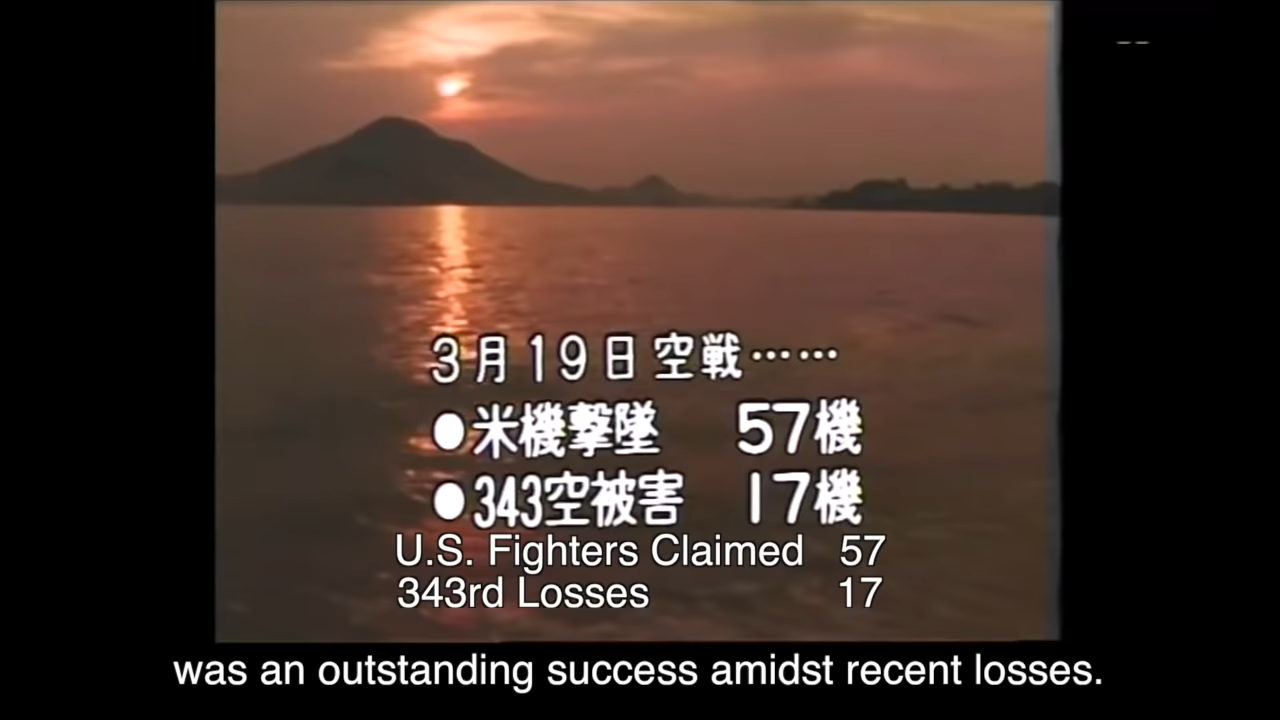 3月19日空戦……
●米機撃墜 57機
●343空被害 17機
U.S. Fighters Claimed 57
343rd Losses 17
was an outstanding success amidst recent losses.